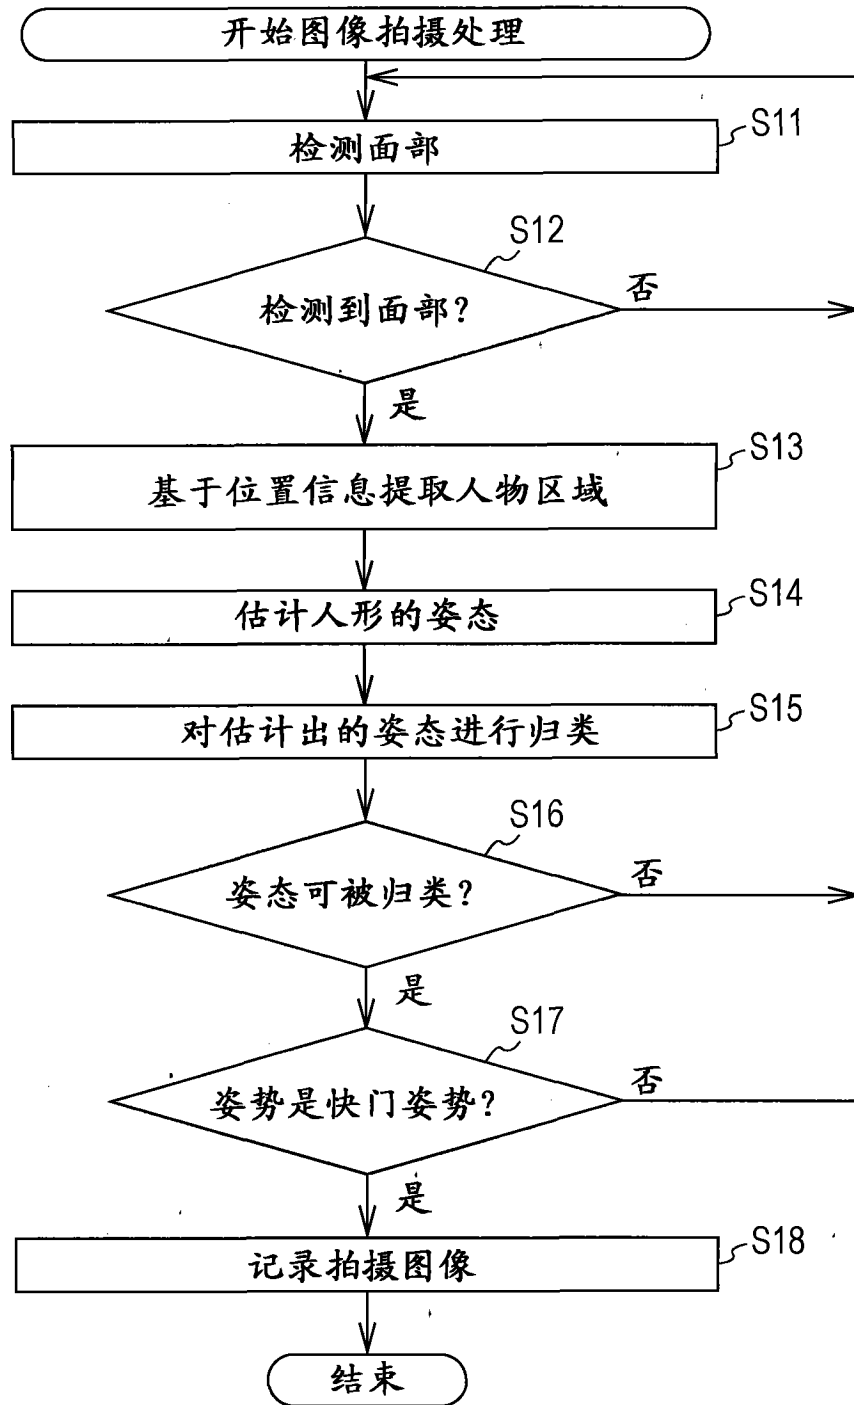 开始图像拍摄处理
S11
检测面部
S12
检测到面部？
否
是
S13
基于位置信息提取人物区域
S14
估计人形的姿态
S15
对估计出的姿态进行归类
S16
姿态可被归类？
否
是
S17
姿势是快门姿势？
否
是
S18
记录拍摄图像
结束